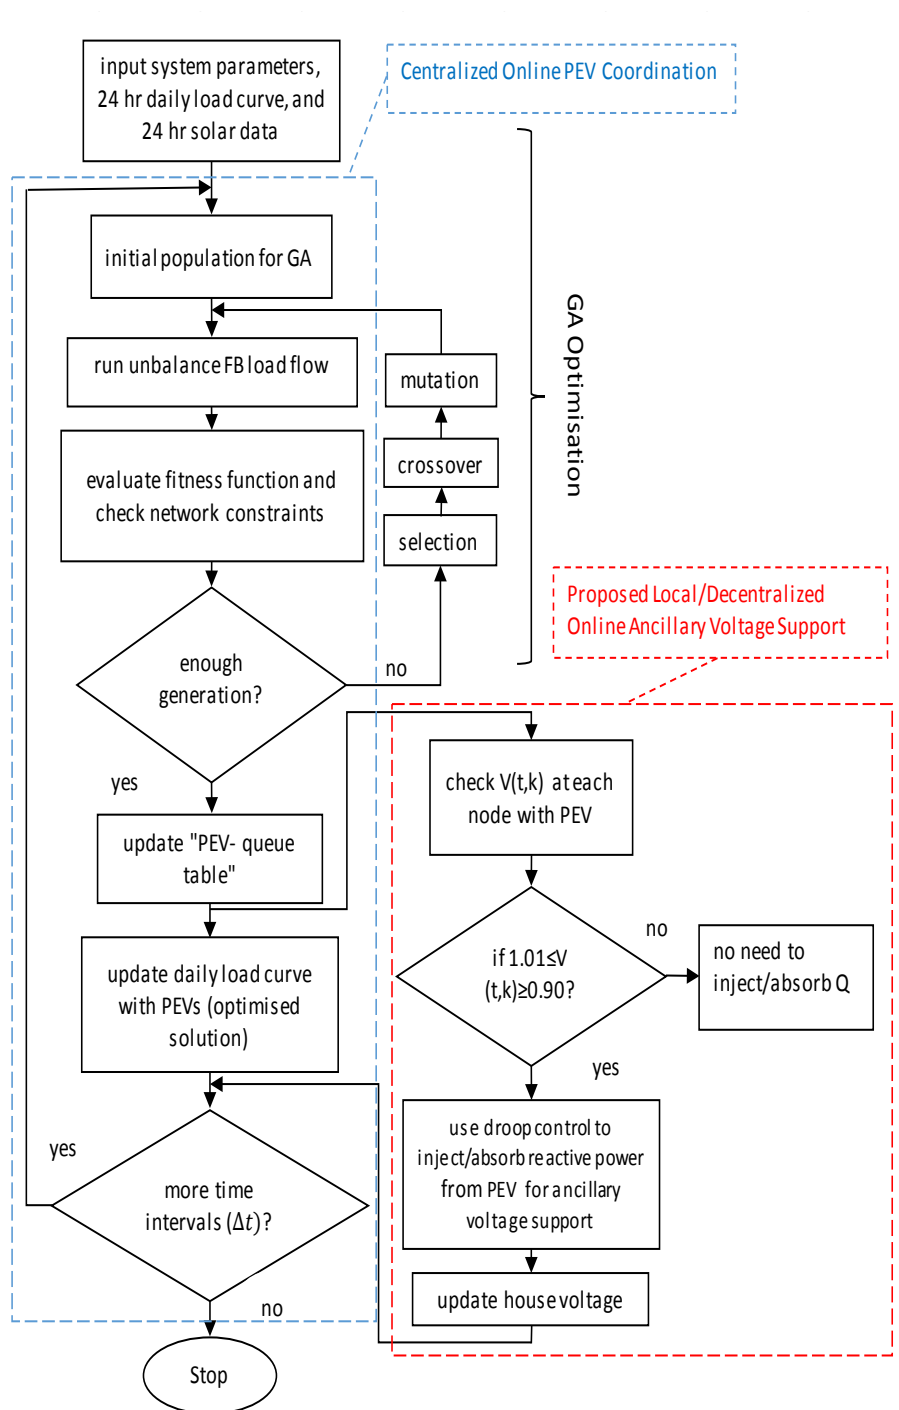 input system parameters,
24 hr daily load curve, and
24 hr solar data
Centralized Online PEV Coordination
initial population for GA
run unbalance FB load flow
mutation
GA Optimisation
crossover
evaluate fitness function and
check network constraints
selection
Proposed Local/Decentralized
Online Ancillary Voltage Support
enough
generation?
no
yes
check V(t,k) at each
node with PEV
update "PEV- queue
table"
if 1.01≤V
(t,k)≥0.90?
no
no need to
inject/absorb Q
update daily load curve
with PEVs (optimised
solution)
yes
use droop control to
inject/absorb reactive power
from PEV for ancillary
voltage support
yes
more time
intervals (Δt)?
update house voltage
no
Stop